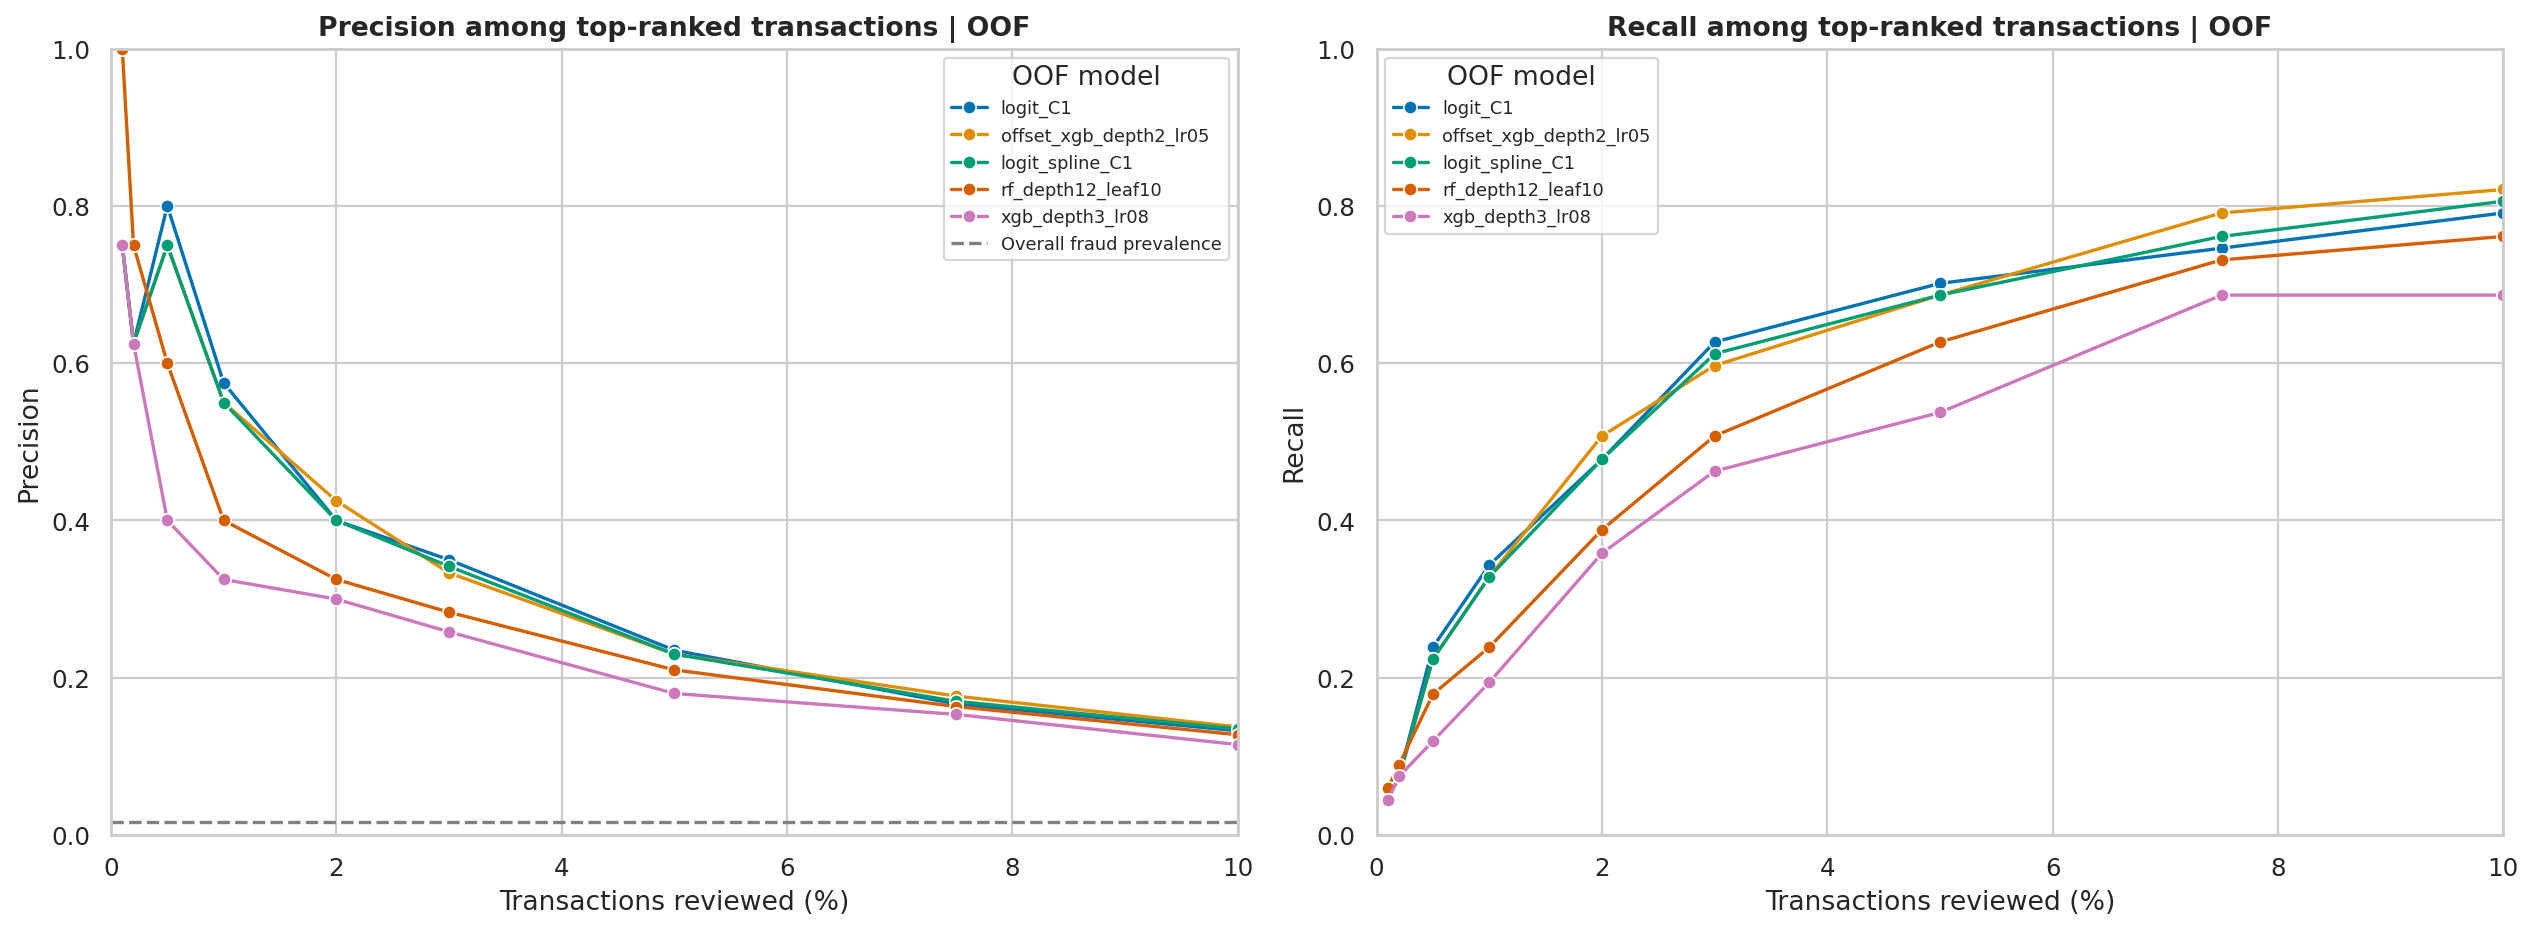 Precision among top-ranked transactions | OOF
1.0
0.8
0.6
0.4
0.2
0.0
Precision
0
2
4
6
8
10
Transactions reviewed (%)
OOF model
logit_C1
offset_xgb_depth2_lr05
logit_spline_C1
rf_depth12_leaf10
xgb_depth3_lr08
Overall fraud prevalence
Recall among top-ranked transactions | OOF
1.0
0.8
0.6
0.4
0.2
0.0
Recall
0
2
4
6
8
10
Transactions reviewed (%)
OOF model
logit_C1
offset_xgb_depth2_lr05
logit_spline_C1
rf_depth12_leaf10
xgb_depth3_lr08